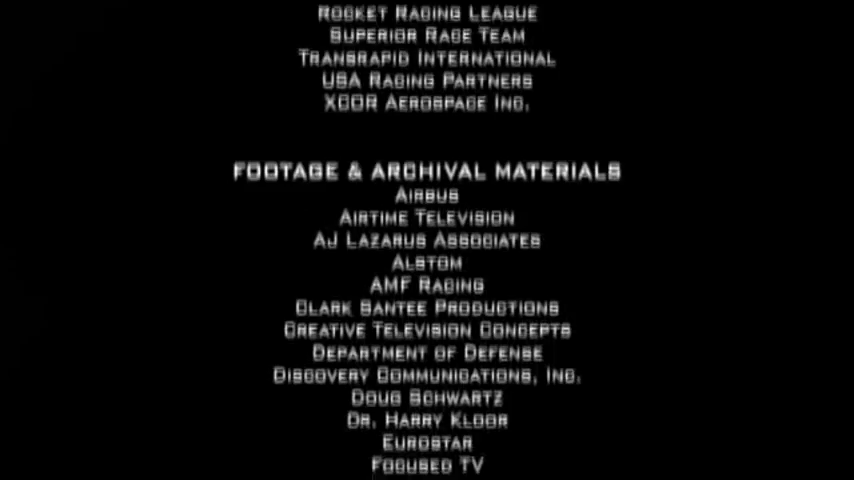 Rocket Racing League
Superior Race Team
Transrapid International
USA Racing Partners
XCOR Aerospace Inc.
FOOTAGE & ARCHIVAL MATERIALS
Airbus
Airtime Television
AJ Lazarus Associates
Alstom
AMF Racing
Clark Santee Productions
Creative Television Concepts
Department of Defense
Discovery Communications, Inc.
Doug Schwartz
Dr. Harry Kloor
Eurostar
Focused TV